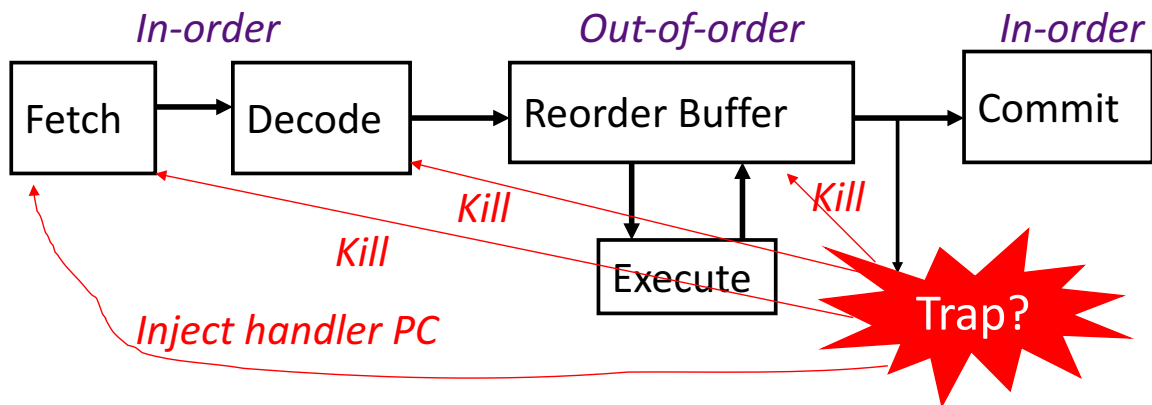 In-order
Out-of-order
In-order
Fetch
Decode
Reorder Buffer
Commit
Kill
Kill
Kill
Execute
Trap?
Inject handler PC